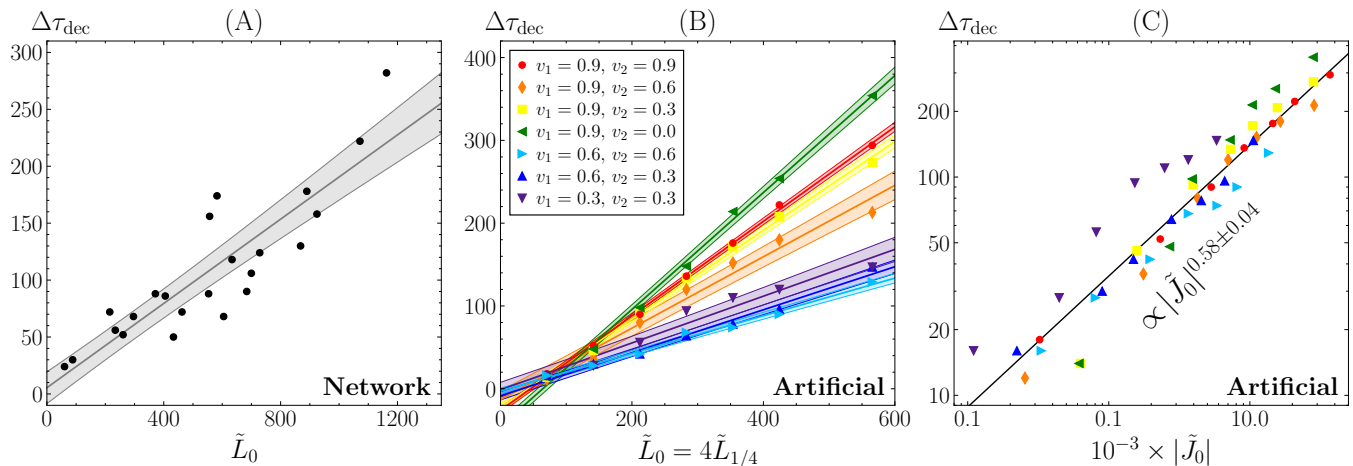 Δτ_dec (A)
300
250
200
150
100
50
0
0 400 800 1200
Network
L̃_0
Δτ_dec (B)
400
300
200
100
0
0 200 400 600
v_1 = 0.9, v_2 = 0.9
v_1 = 0.9, v_2 = 0.6
v_1 = 0.9, v_2 = 0.3
v_1 = 0.9, v_2 = 0.0
v_1 = 0.6, v_2 = 0.6
v_1 = 0.6, v_2 = 0.3
v_1 = 0.3, v_2 = 0.3
Artificial
L̃_0 = 4L̃_{1/4}
Δτ_dec (C)
200
100
50
20
10
0.1 0.1 1.0 10.0
∝|J̃_0|^{0.58±0.04}
Artificial
10^{-3} × |J̃_0|